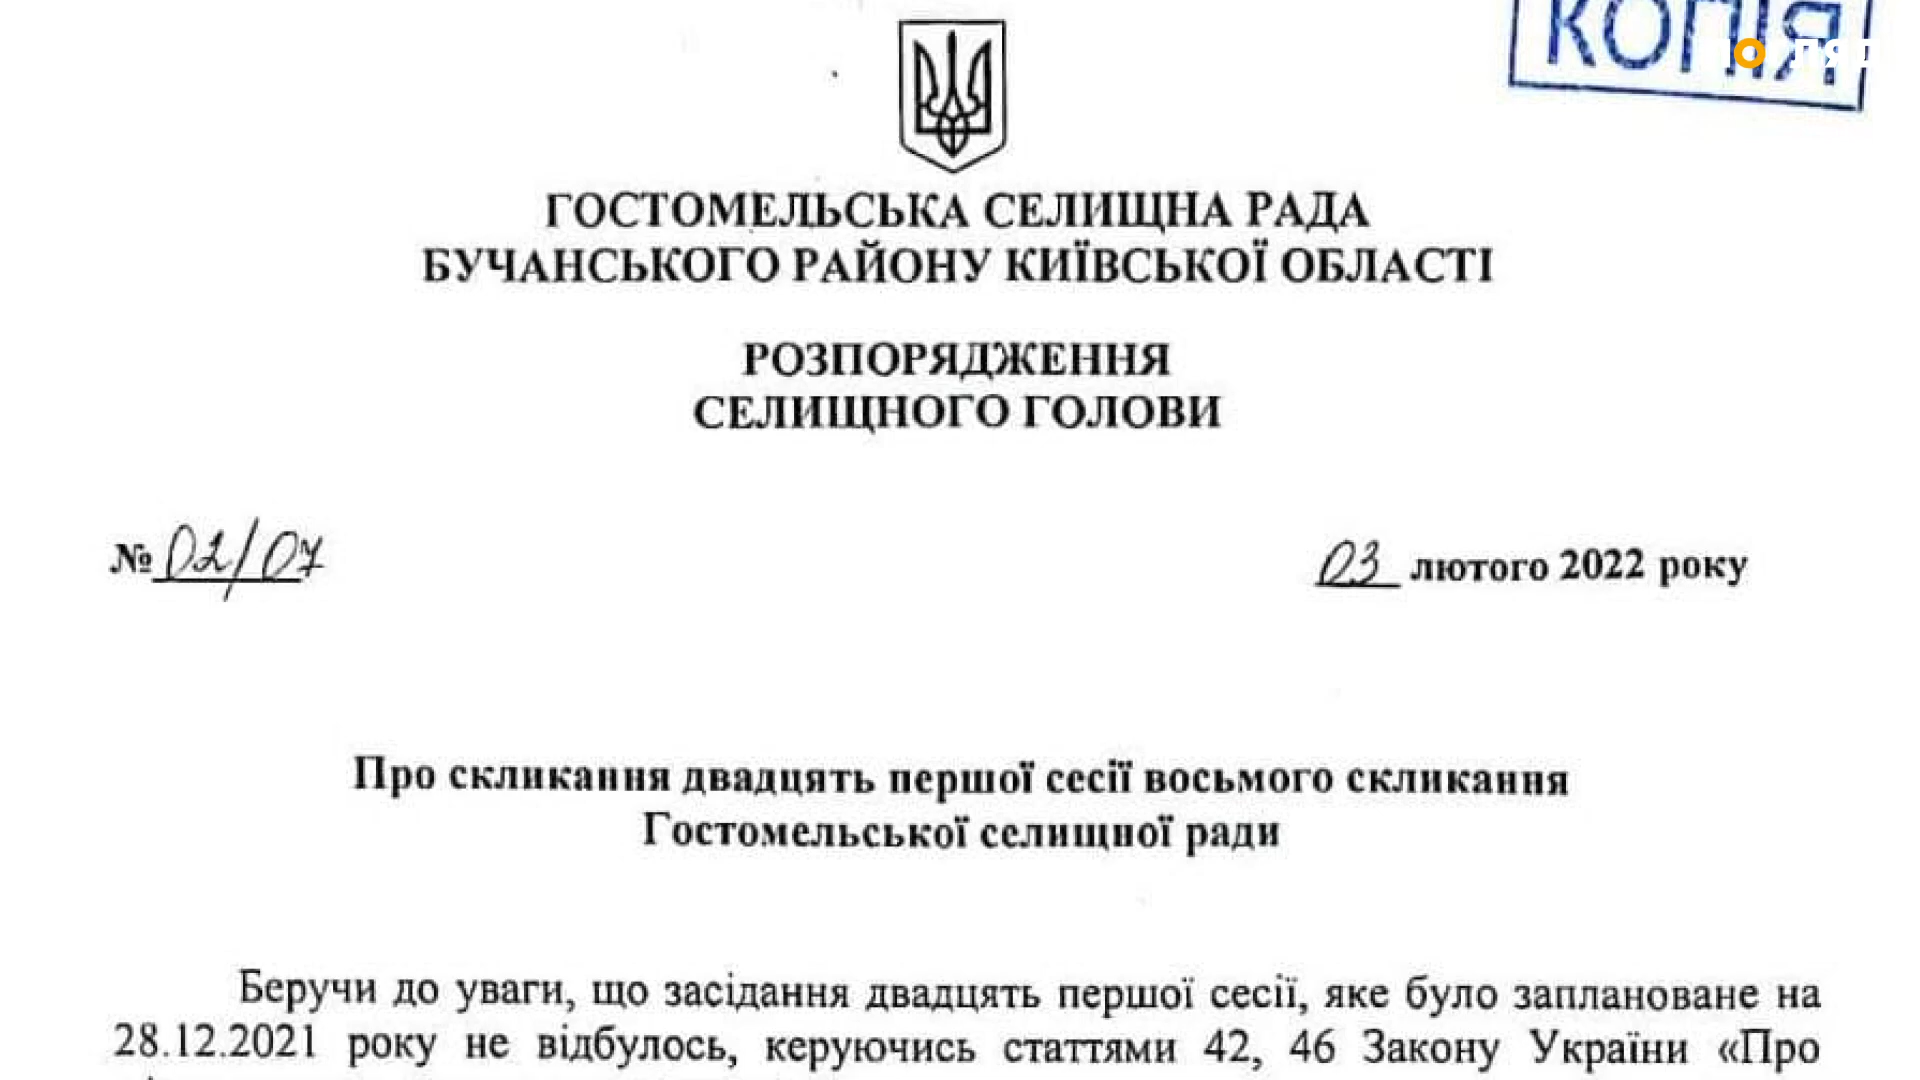 КОПІЯ
ГОСТОМЕЛЬСЬКА СЕЛИЩНА РАДА
БУЧАНСЬКОГО РАЙОНУ КИЇВСЬКОЇ ОБЛАСТІ
РОЗПОРЯДЖЕННЯ
СЕЛИЩНОГО ГОЛОВИ
№ 02/07
03 лютого 2022 року
Про скликання двадцять першої сесії восьмого скликання
Гостомельської селищної ради
Беручи до уваги, що засідання двадцять першої сесії, яке було заплановане на
28.12.2021 року не відбулось, керуючись статтями 42, 46 Закону України «Про